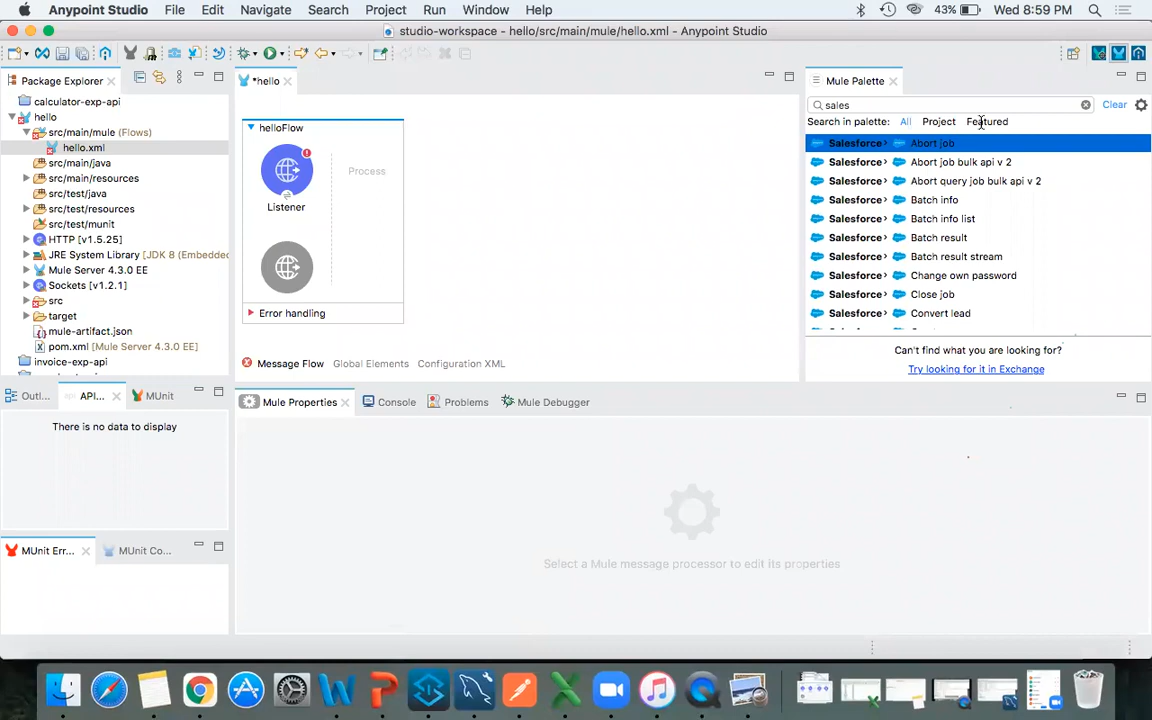 Anypoint Studio File Edit Navigate Search Project Run Window Help 43% Wed 8:59 PM
studio-workspace - hello/src/main/mule/hello.xml - Anypoint Studio
Package Explorer
calculator-exp-api
hello
src/main/mule (Flows)
hello.xml
src/main/java
src/main/resources
src/test/java
src/test/resources
src/test/munit
HTTP [v1.5.25]
JRE System Library [JDK 8 (Embedded
Mule Server 4.3.0 EE
Sockets [v1.2.1]
src
target
mule-artifact.json
pom.xml [Mule Server 4.3.0 EE]
invoice-exp-api
*hello
helloFlow
Listener
Process
Error handling
Message Flow Global Elements Configuration XML
Mule Palette
sales
Clear
Search in palette: All Project Featured
Salesforce> Abort job
Salesforce> Abort job bulk api v 2
Salesforce> Abort query job bulk api v 2
Salesforce> Batch info
Salesforce> Batch info list
Salesforce> Batch result
Salesforce> Batch result stream
Salesforce> Change own password
Salesforce> Close job
Salesforce> Convert lead
Can't find what you are looking for?
Try looking for it in Exchange
Outl... API... MUnit
There is no data to display
MUnit Err... MUnit Co...
Mule Properties Console Problems Mule Debugger
Select a Mule message processor to edit its properties